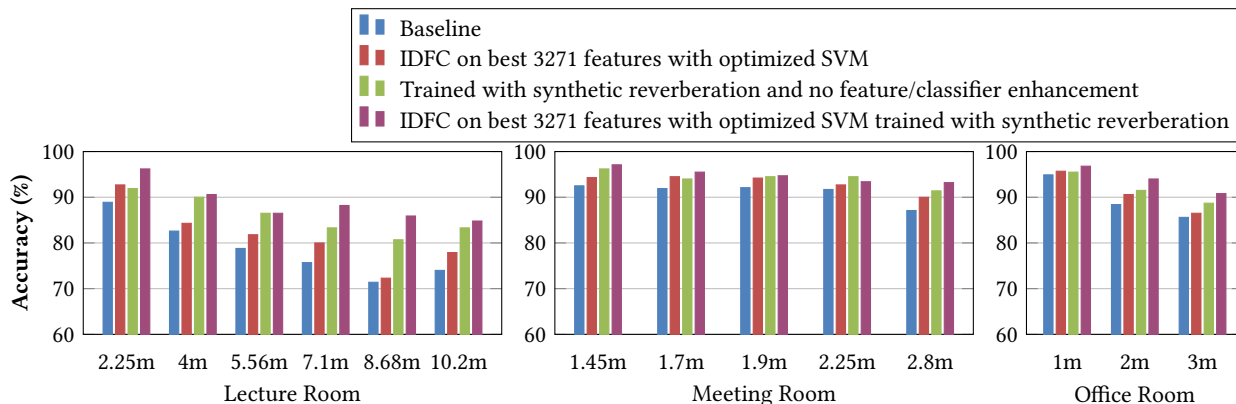 Baseline
IDFC on best 3271 features with optimized SVM
Trained with synthetic reverberation and no feature/classifier enhancement
IDFC on best 3271 features with optimized SVM trained with synthetic reverberation
Accuracy (%)
100
90
80
70
60
2.25m 4m 5.56m 7.1m 8.68m 10.2m
Lecture Room
100
90
80
70
60
1.45m 1.7m 1.9m 2.25m 2.8m
Meeting Room
100
90
80
70
60
1m 2m 3m
Office Room